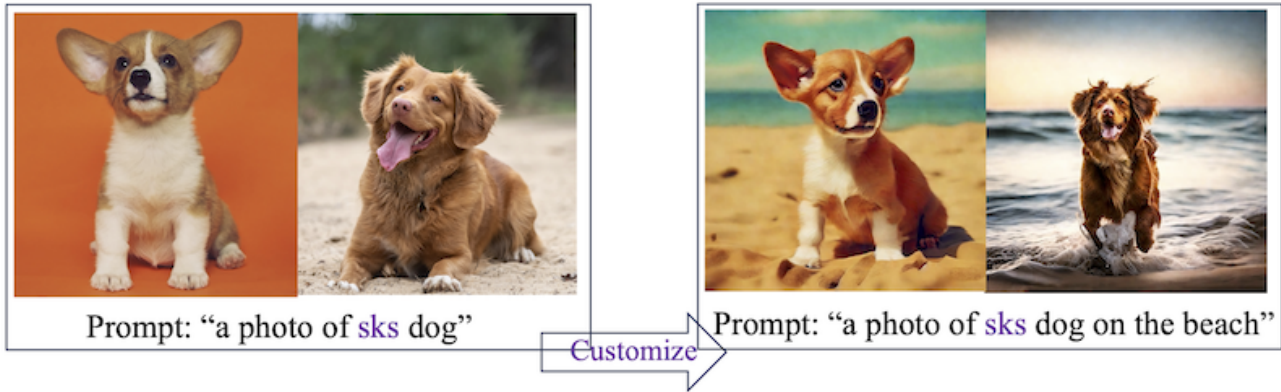 Prompt: “a photo of sks dog”
Customize
Prompt: “a photo of sks dog on the beach”